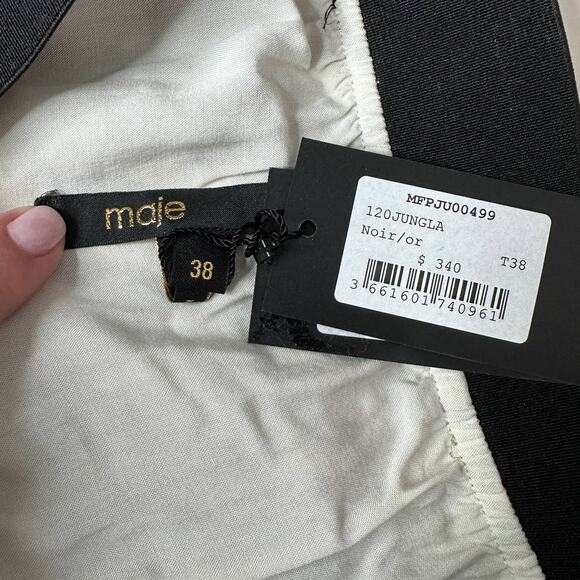 maje
38
MFPJU00499
120JUNGLA
Noir/or
$ 340 T38
3 661601 740961